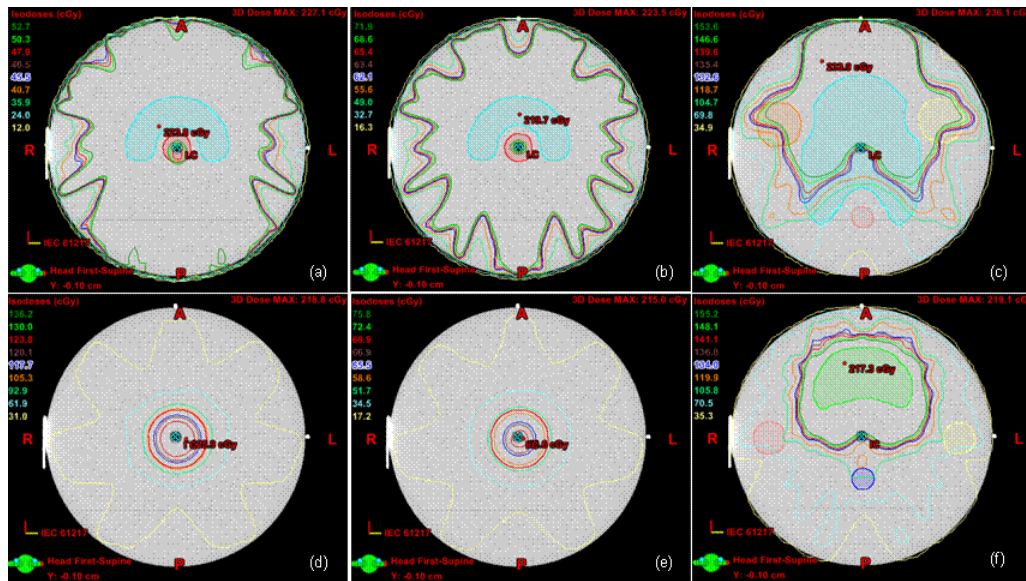 Isodoses (cGy)
3D Dose MAX: 227.1 cGy
52.7
50.3
47.9
46.5
45.5
40.7
35.9
24.0
12.0
A
R
L
P
223.8 cGy
I.C
IEC 61217
Head First-Supine
Y: -0.10 cm
(a)
Isodoses (cGy)
3D Dose MAX: 223.5 cGy
71.9
68.6
65.4
63.4
62.1
55.6
49.0
32.7
16.3
A
R
L
P
I.C
IEC 61217
Head First-Supine
Y: -0.10 cm
(b)
Isodoses (cGy)
3D Dose MAX: 236.1 cGy
153.6
146.6
139.6
135.4
132.6
118.7
104.7
69.8
34.9
A
R
L
P
I.C
IEC 61217
Head First-Supine
Y: -0.10 cm
(c)
Isodoses (cGy)
3D Dose MAX: 218.8 cGy
136.2
130.0
123.8
120.1
117.7
105.3
92.9
61.9
31.0
A
R
L
P
IEC 61217
Head First-Supine
Y: -0.10 cm
(d)
Isodoses (cGy)
3D Dose MAX: 215.0 cGy
75.8
72.4
68.9
66.9
65.5
58.6
51.7
34.5
17.2
A
R
L
P
IEC 61217
Head First-Supine
Y: -0.10 cm
(e)
Isodoses (cGy)
3D Dose MAX: 219.1 cGy
155.2
148.1
141.1
136.8
134.0
119.9
105.8
70.5
35.3
A
R
L
P
217.3 cGy
IEC 61217
Head First-Supine
Y: -0.10 cm
(f)